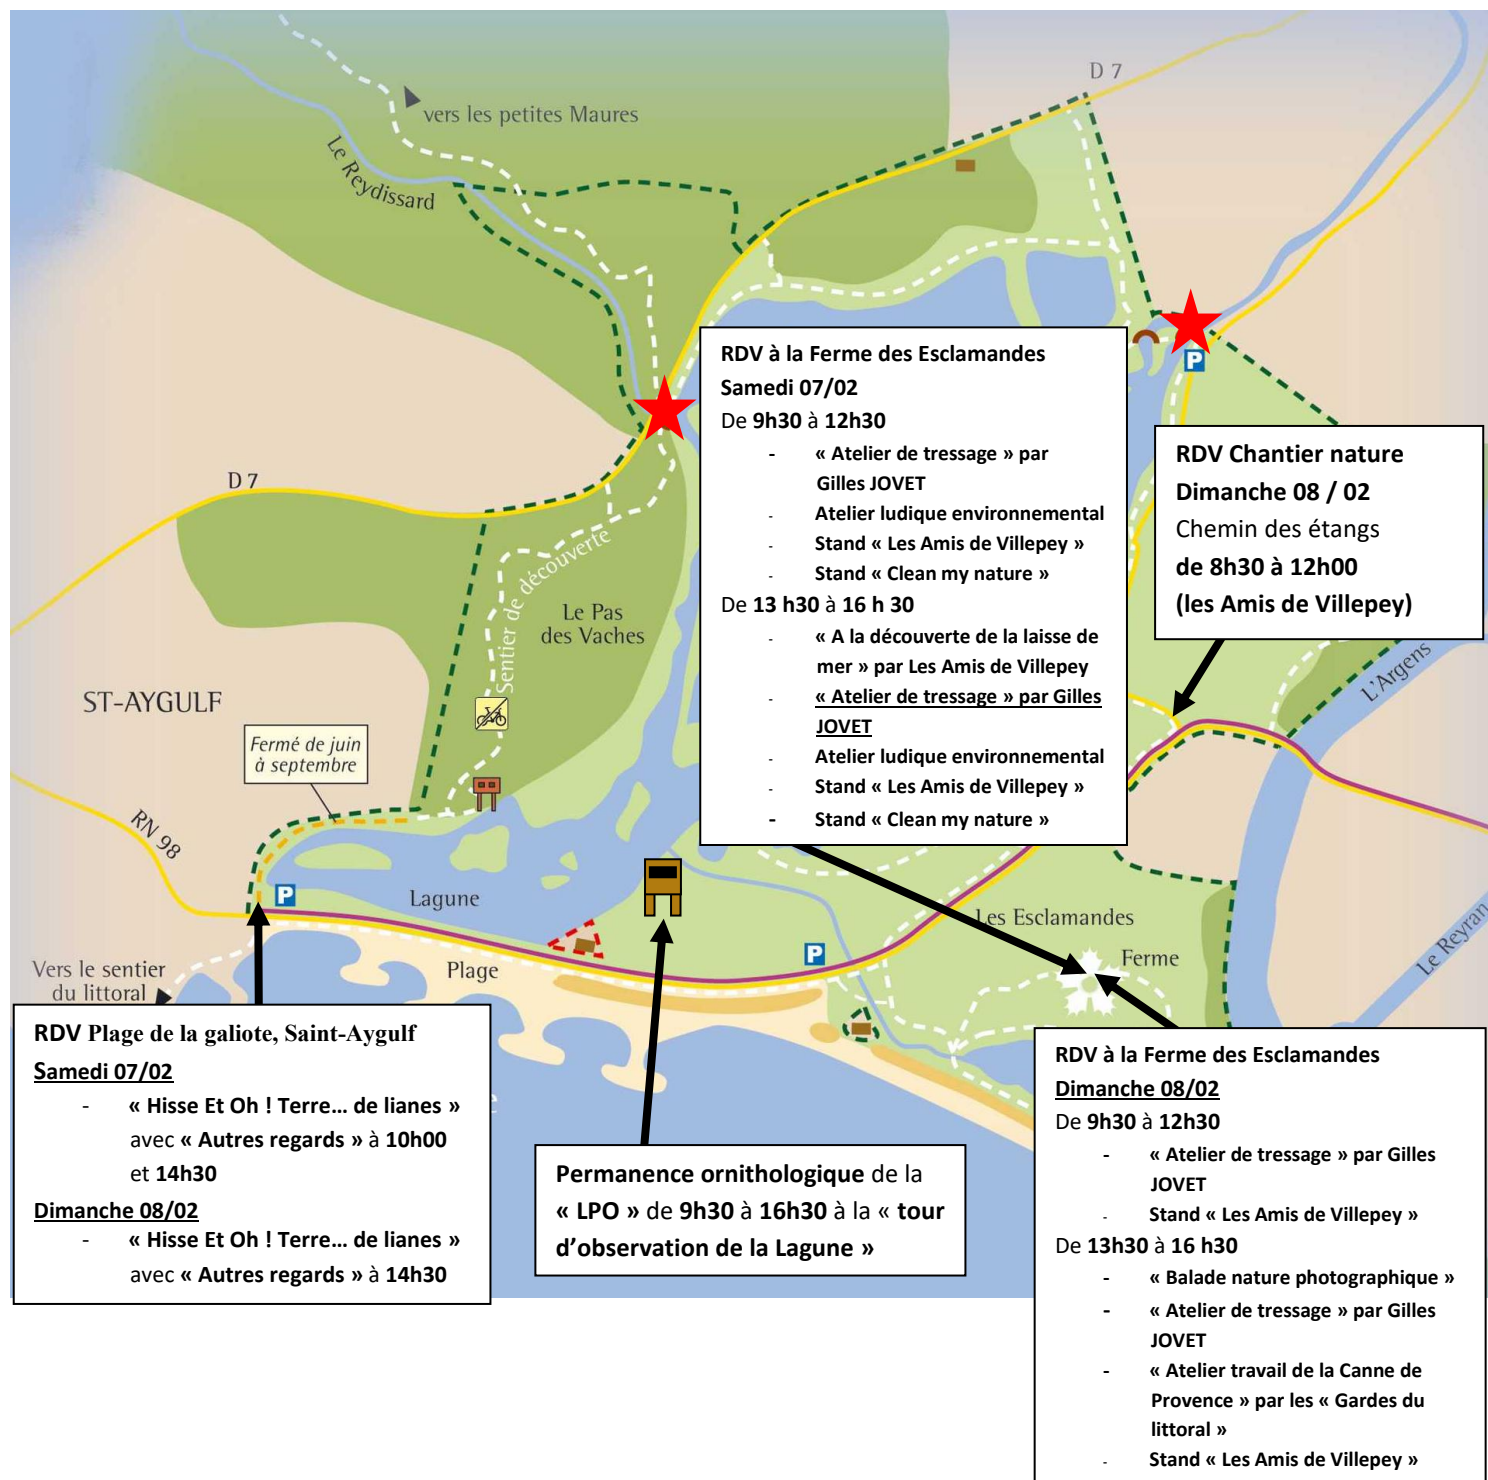 D 7
vers les petites Maures
Le Reydissard
RDV à la Ferme des Esclamandes
Samedi 07/02
De 9h30 à 12h30
- « Atelier de tressage » par
Gilles JOVET
- Atelier ludique environnemental
- Stand « Les Amis de Villepey »
- Stand « Clean my nature »
De 13 h30 à 16 h 30
- « A la découverte de la laisse de
mer » par Les Amis de Villepey
- « Atelier de tressage » par Gilles
JOVET
- Atelier ludique environnemental
- Stand « Les Amis de Villepey »
- Stand « Clean my nature »
P
RDV Chantier nature
Dimanche 08 / 02
Chemin des étangs
de 8h30 à 12h00
(les Amis de Villepey)
D 7
Sentier de découverte
Le Pas
des Vaches
ST-AYGULF
Fermé de juin
à septembre
RN 98
L'Argens
P
Lagune
Les Esclamandes
Le Reyran
P
Ferme
Plage
Vers le sentier
du littoral
RDV Plage de la galiote, Saint-Aygulf
Samedi 07/02
- « Hisse Et Oh ! Terre… de lianes »
avec « Autres regards » à 10h00
et 14h30
Dimanche 08/02
- « Hisse Et Oh ! Terre… de lianes »
avec « Autres regards » à 14h30
Permanence ornithologique de la
« LPO » de 9h30 à 16h30 à la « tour
d’observation de la Lagune »
RDV à la Ferme des Esclamandes
Dimanche 08/02
De 9h30 à 12h30
- « Atelier de tressage » par Gilles
JOVET
- Stand « Les Amis de Villepey »
De 13h30 à 16 h30
- « Balade nature photographique »
- « Atelier de tressage » par Gilles
JOVET
- « Atelier travail de la Canne de
Provence » par les « Gardes du
littoral »
- Stand « Les Amis de Villepey »